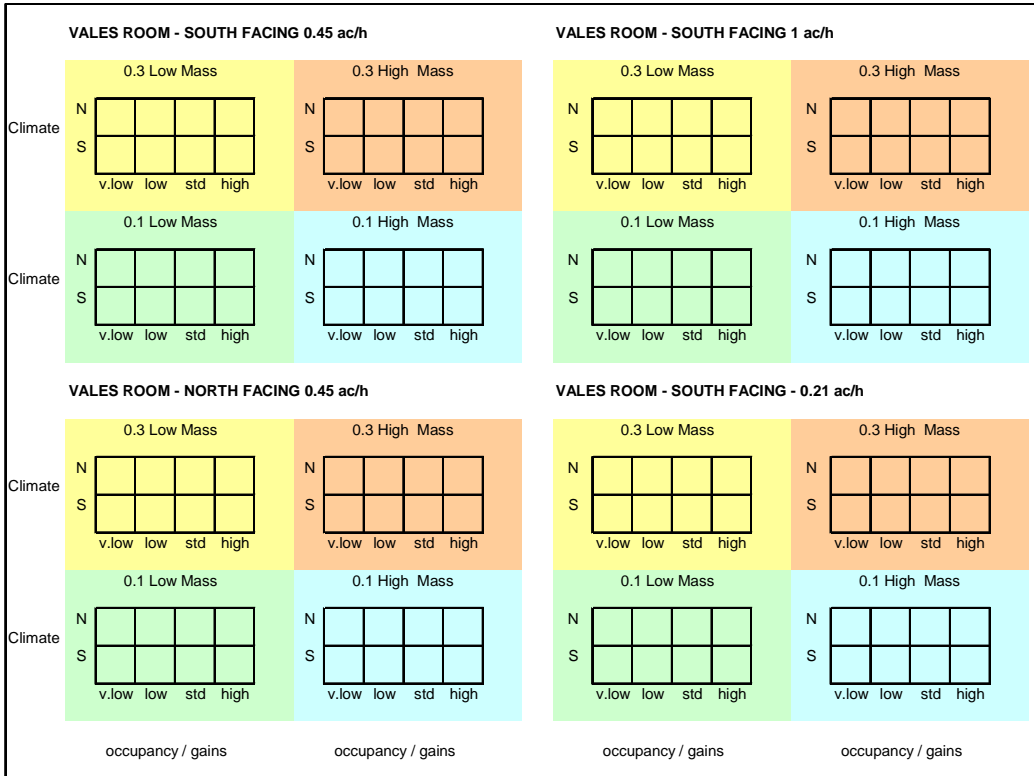 VALES ROOM - SOUTH FACING 0.45 ac/h
VALES ROOM - SOUTH FACING 1 ac/h
0.3 Low Mass
0.3 High Mass
0.3 Low Mass
0.3 High Mass
Climate
N
N
N
N
S
S
S
S
v.low low std high
v.low low std high
v.low low std high
v.low low std high
0.1 Low Mass
0.1 High Mass
0.1 Low Mass
0.1 High Mass
Climate
N
N
N
N
S
S
S
S
v.low low std high
v.low low std high
v.low low std high
v.low low std high
VALES ROOM - NORTH FACING 0.45 ac/h
VALES ROOM - SOUTH FACING - 0.21 ac/h
0.3 Low Mass
0.3 High Mass
0.3 Low Mass
0.3 High Mass
Climate
N
N
N
N
S
S
S
S
v.low low std high
v.low low std high
v.low low std high
v.low low std high
0.1 Low Mass
0.1 High Mass
0.1 Low Mass
0.1 High Mass
Climate
N
N
N
N
S
S
S
S
v.low low std high
v.low low std high
v.low low std high
v.low low std high
occupancy / gains
occupancy / gains
occupancy / gains
occupancy / gains